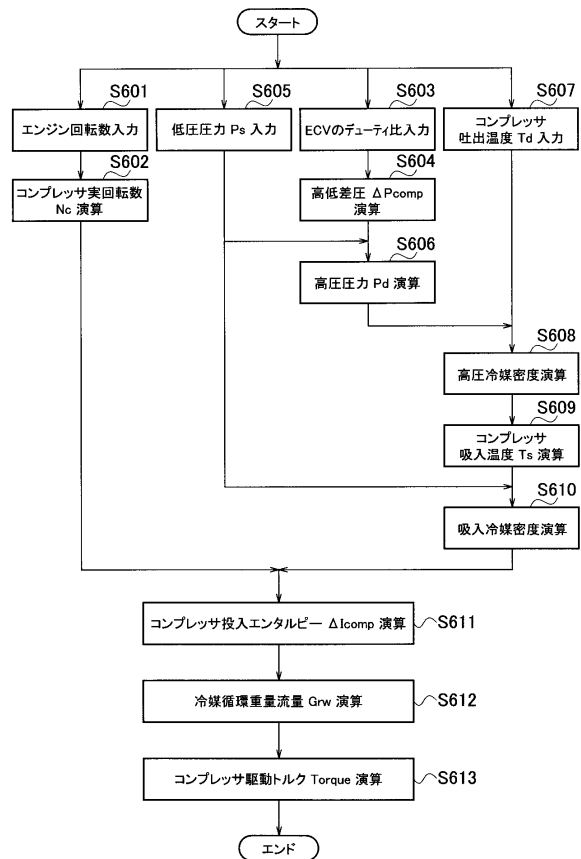 スタート
S601
エンジン回転数入力
S605
低圧圧力 Ps 入力
S603
ECVのデューティ比入力
S607
コンプレッサ
吐出温度 Td 入力
S602
コンプレッサ実回転数
Nc 演算
S604
高低差圧 ΔPcomp
演算
S606
高圧圧力 Pd 演算
S608
高圧冷媒密度演算
S609
コンプレッサ
吸入温度 Ts 演算
S610
吸入冷媒密度演算
コンプレッサ投入エンタルピー ΔIcomp 演算
S611
冷媒循環重量流量 Grw 演算
S612
コンプレッサ駆動トルク Torque 演算
S613
エンド